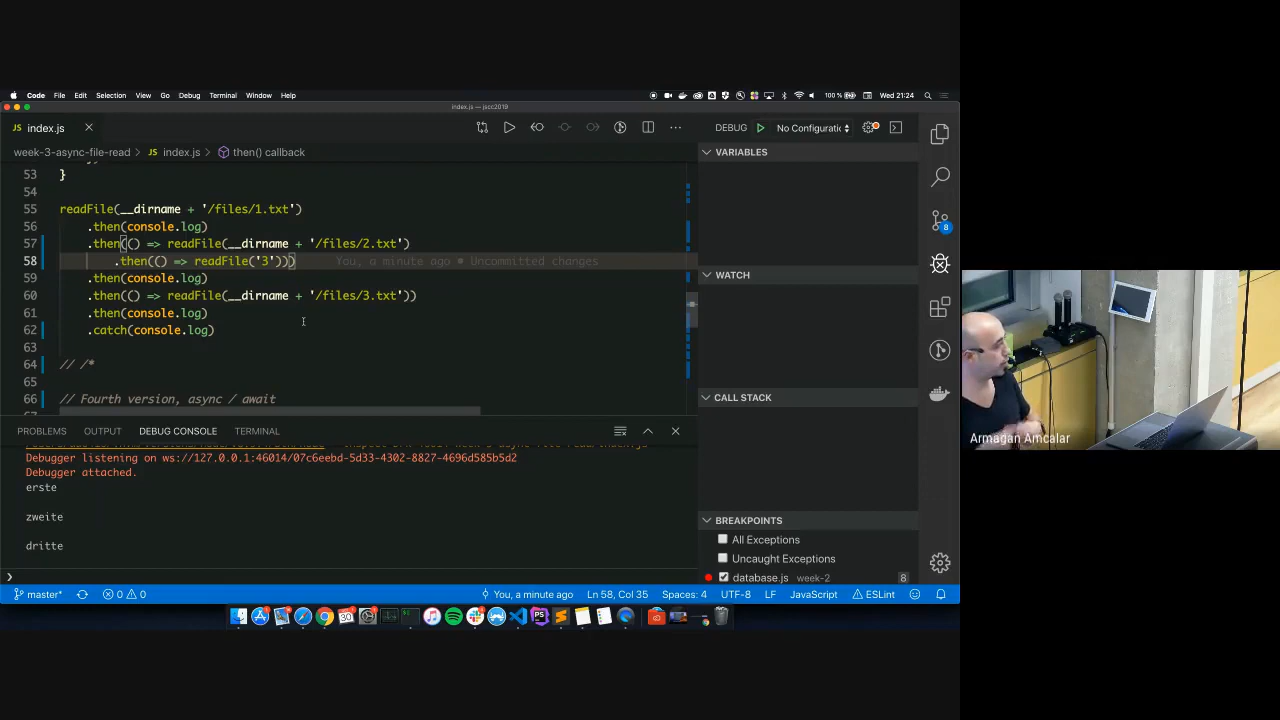 Code File Edit Selection View Go Debug Terminal Window Help
100 % Wed 21:24
index.js — jscc2019
JS index.js
DEBUG No Configuratic
week-3-async-file-read JS index.js then() callback
VARIABLES
53 }
54
55 readFile(__dirname + '/files/1.txt')
56 .then(console.log)
57 .then(() => readFile(__dirname + '/files/2.txt')
58 .then(() => readFile('3')))  You, a minute ago • Uncommitted changes
59 .then(console.log)
60 .then(() => readFile(__dirname + '/files/3.txt'))
61 .then(console.log)
62 .catch(console.log)
63
64 // /*
65
66 // Fourth version, async / await
8
WATCH
CALL STACK
PROBLEMS OUTPUT DEBUG CONSOLE TERMINAL
Debugger listening on ws://127.0.0.1:46014/07c6eebd-5d33-4302-8827-4696d585b5d2
Debugger attached.
erste
zweite
dritte
BREAKPOINTS
All Exceptions
Uncaught Exceptions
database.js week-2 8
master* 0 0 You, a minute ago Ln 58, Col 35 Spaces: 4 UTF-8 LF JavaScript ESLint
Armagan Amcalar